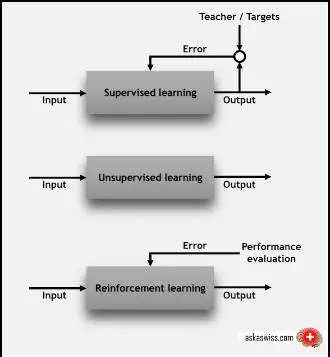 Teacher / Targets
Error
Supervised learning
Input
Output
Unsupervised learning
Input
Output
Error
Performance
evaluation
Reinforcement learning
Input
Output
askaswiss.com